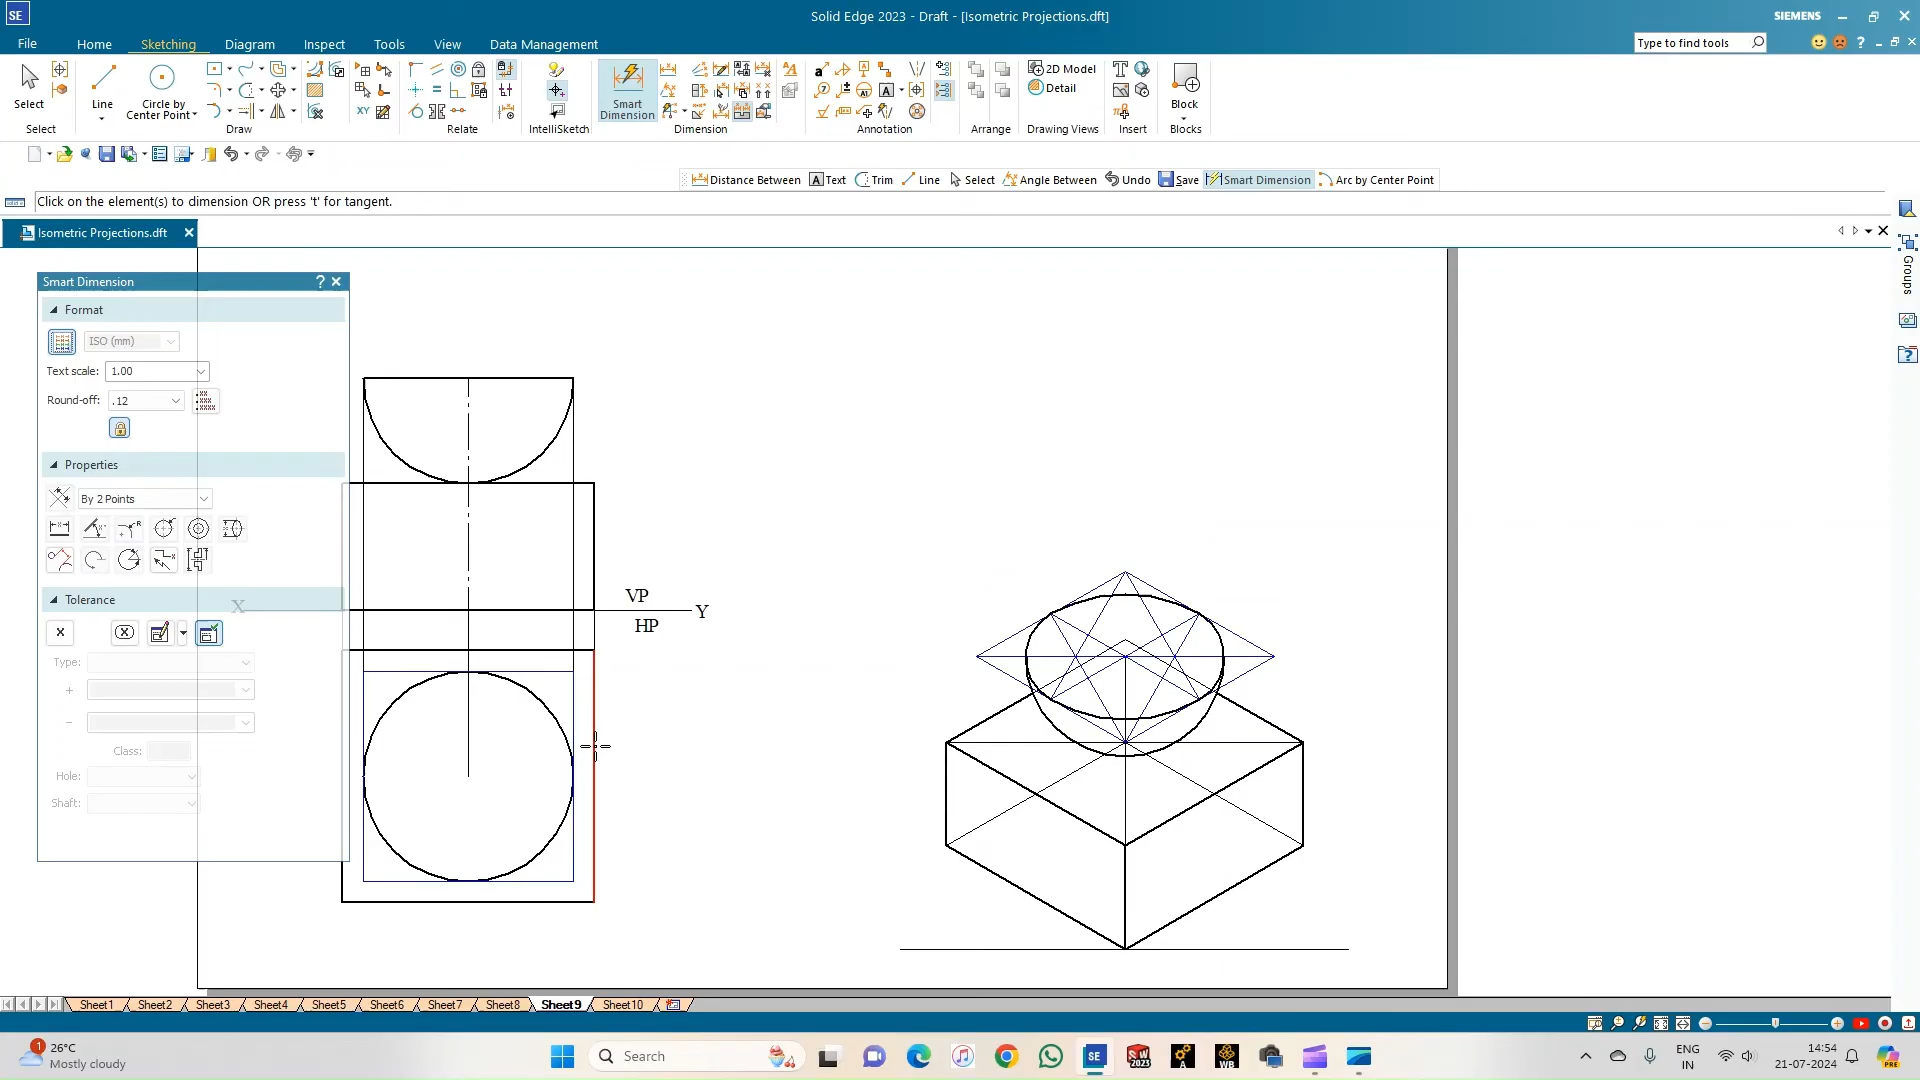 SE
Solid Edge 2023 - Draft - [Isometric Projections.dft]
SIEMENS
File Home Sketching Diagram Inspect Tools View Data Management
Type to find tools
Select
Line
Circle by
Center Point
Smart
Dimension
T
2D Model
Detail
Block
Select Draw Relate IntelliSketch Dimension Annotation Arrange Drawing Views Insert Blocks
Distance Between Text Trim Line Select Angle Between Undo Save Smart Dimension Arc by Center Point
Click on the element(s) to dimension OR press 't' for tangent.
Isometric Projections.dft
Groups
Smart Dimension
Format
ISO (mm)
Text scale: 1.00
Round-off: .12
Properties
By 2 Points
Tolerance
Type:
+
-
Class:
Hole:
Shaft:
X
VP
HP
Y
Sheet1 Sheet2 Sheet3 Sheet4 Sheet5 Sheet6 Sheet7 Sheet8 Sheet9 Sheet10
1
26°C
Mostly cloudy
Search
ENG
IN
14:54
21-07-2024